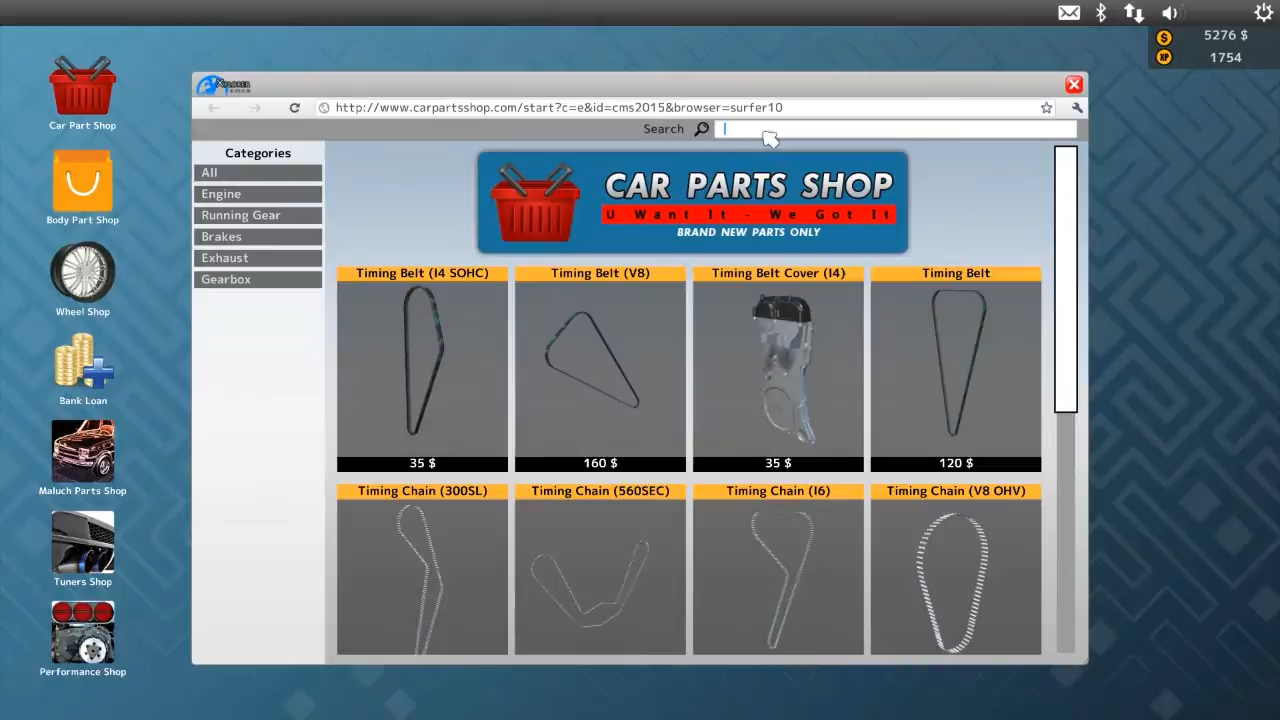 5276 $
1754
Car Part Shop
Body Part Shop
Wheel Shop
Bank Loan
Maluch Parts Shop
Tuners Shop
Performance Shop
XPLORER
http://www.carpartsshop.com/start?c=e&id=cms2015&browser=surfer10
Search
Categories
All
Engine
Running Gear
Brakes
Exhaust
Gearbox
CAR PARTS SHOP
U Want It - We Got It
BRAND NEW PARTS ONLY
Timing Belt (I4 SOHC)
35 $
Timing Belt (V8)
160 $
Timing Belt Cover (I4)
35 $
Timing Belt
120 $
Timing Chain (300SL)
Timing Chain (560SEC)
Timing Chain (I6)
Timing Chain (V8 OHV)